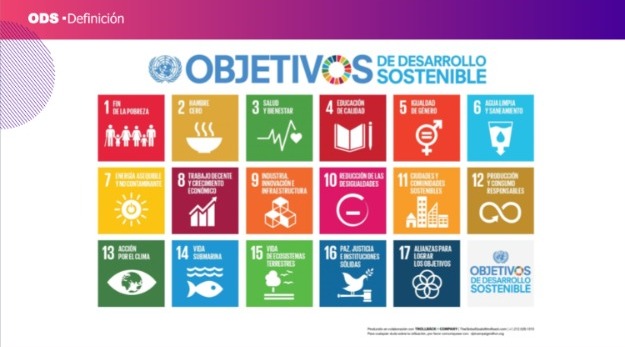 ODS • Definición
OBJETIVOS
DE DESARROLLO
SOSTENIBLE
1 FIN
DE LA POBREZA
2 HAMBRE
CERO
3 SALUD
Y BIENESTAR
4 EDUCACIÓN
DE CALIDAD
5 IGUALDAD
DE GÉNERO
6 AGUA LIMPIA
Y SANEAMIENTO
7 ENERGÍA ASEQUIBLE
Y NO CONTAMINANTE
8 TRABAJO DECENTE
Y CRECIMIENTO
ECONÓMICO
9 INDUSTRIA,
INNOVACIÓN E
INFRAESTRUCTURA
10 REDUCCIÓN DE LAS
DESIGUALDADES
11 CIUDADES Y
COMUNIDADES
SOSTENIBLES
12 PRODUCCIÓN
Y CONSUMO
RESPONSABLES
13 ACCIÓN
POR EL CLIMA
14 VIDA
SUBMARINA
15 VIDA
DE ECOSISTEMAS
TERRESTRES
16 PAZ, JUSTICIA
E INSTITUCIONES
SÓLIDAS
17 ALIANZAS PARA
LOGRAR
LOS OBJETIVOS
OBJETIVOS
DE DESARROLLO
SOSTENIBLE